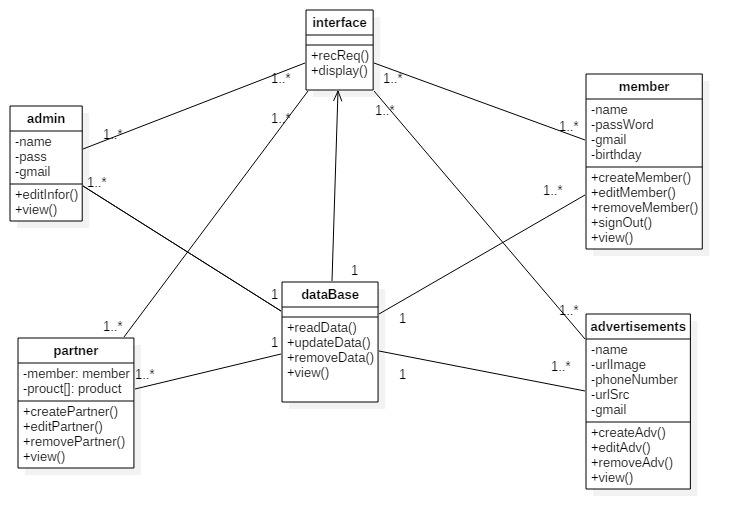 interface
+recReq()
+display()
1..*
1..*
1..*
1..*
admin
-name
-pass
-gmail
+editInfor()
+view()
1..*
1..*
member
-name
-passWord
-gmail
-birthday
+createMember()
+editMember()
+removeMember()
+signOut()
+view()
1..*
1..*
dataBase
+readData()
+updateData()
+removeData()
+view()
1
1
1
1
1
partner
-member: member
-prouct[]: product
+createPartner()
+editPartner()
+removePartner()
+view()
1..*
1..*
advertisements
-name
-urlImage
-phoneNumber
-urlSrc
-gmail
+createAdv()
+editAdv()
+removeAdv()
+view()
1..*
1..*